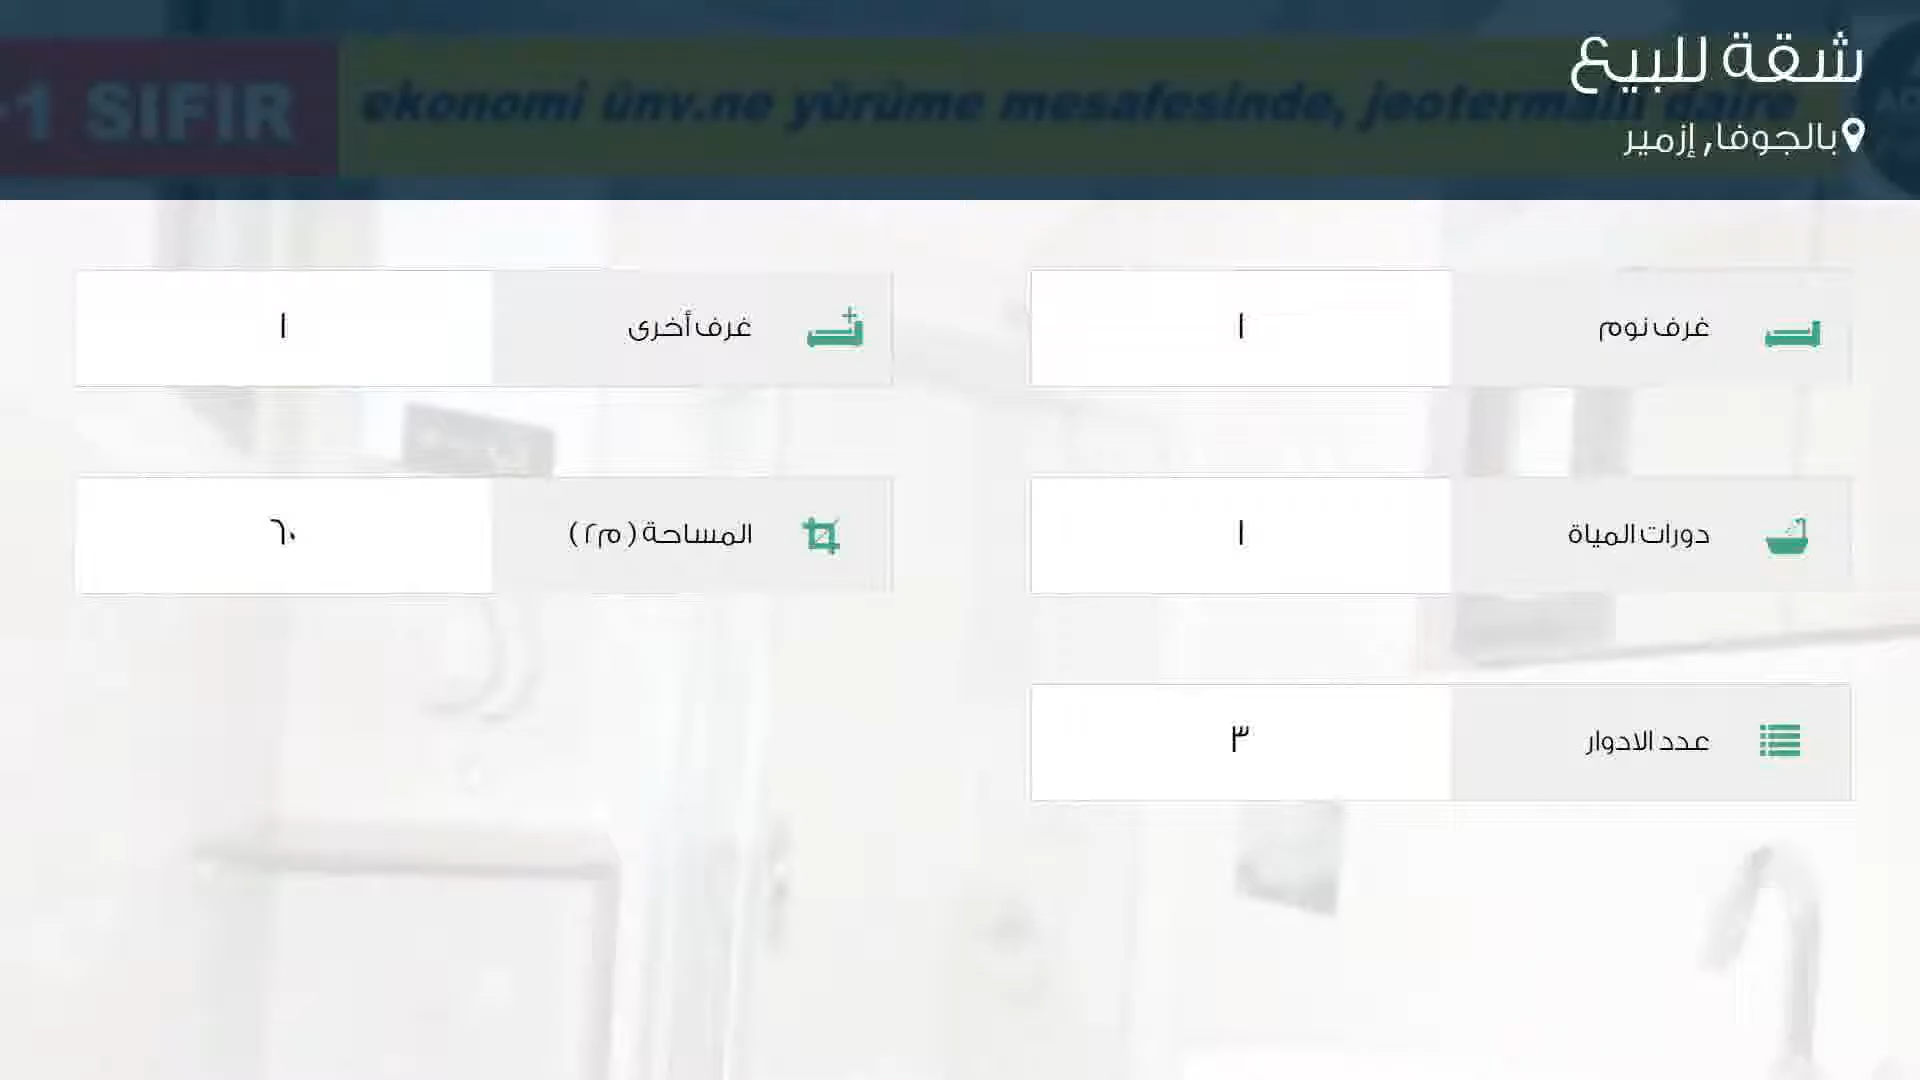 شقة للبيع
بالجوفا, إزمير
-1 SIFIR
ekonomi ünv.ne yürüme mesafesinde, jeotermalli daire
غرف نوم
١
غرف أخرى
١
دورات المياة
١
المساحة ( م٢ )
٦٠
عدد الادوار
٣